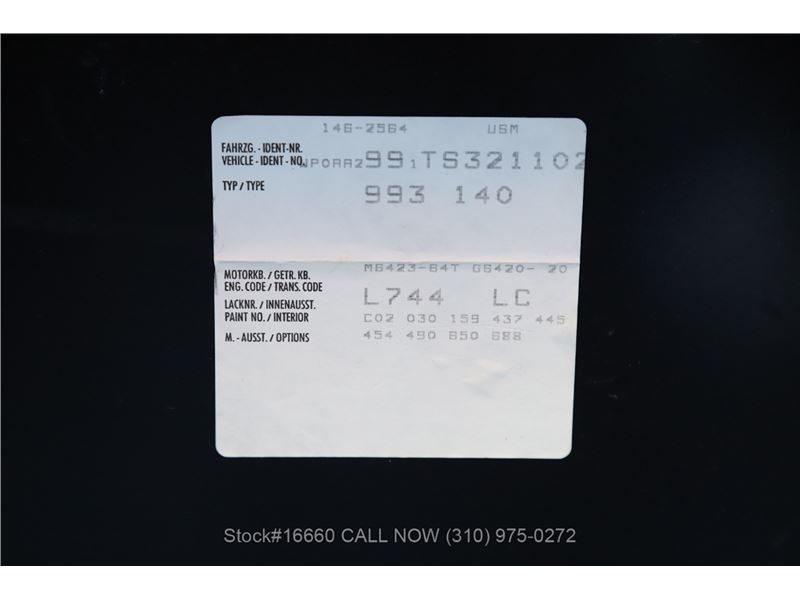 146-2564 USM
FAHRZG. - IDENT-NR.
VEHICLE - IDENT - NO. WP0AA2991TS321102
TYP / TYPE 993 140
MOTORKB. / GETR. KB. M6423-64T G6420- 20
ENG. CODE / TRANS. CODE
LACKNR. / INNENAUSST. L744 LC
PAINT NO. / INTERIOR C02 030 159 437 445
M. - AUSST. / OPTIONS 454 490 650 688
Stock#16660 CALL NOW (310) 975-0272